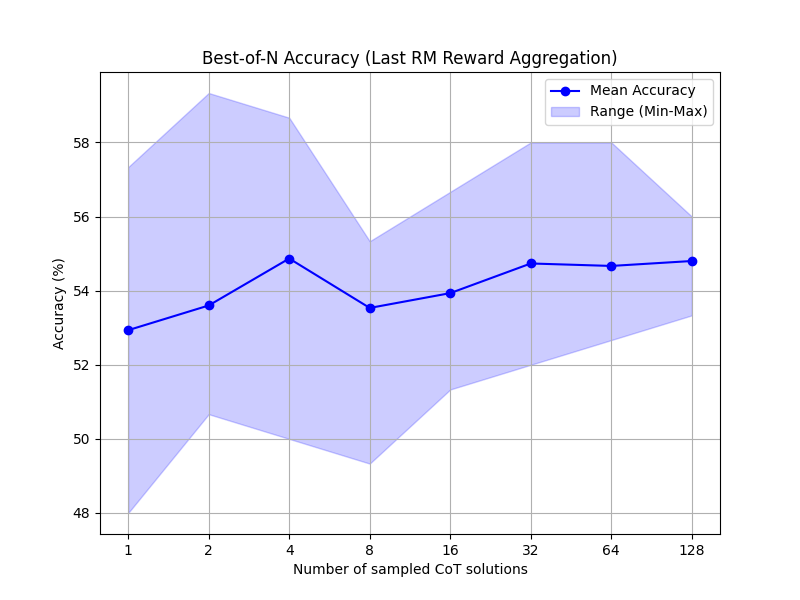 Best-of-N Accuracy (Last RM Reward Aggregation)
Mean Accuracy
Range (Min-Max)
Accuracy (%)
58
56
54
52
50
48
1 2 4 8 16 32 64 128
Number of sampled CoT solutions